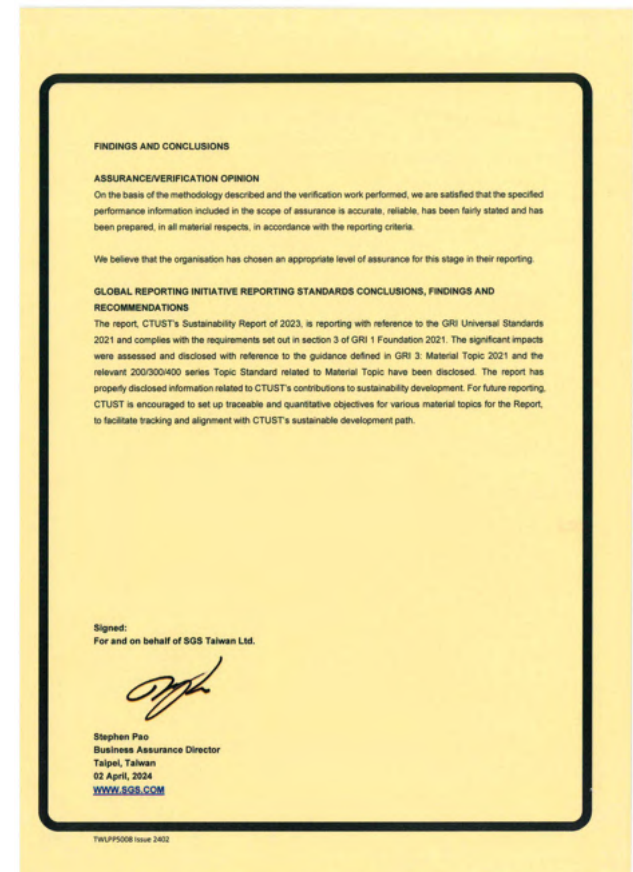 FINDINGS AND CONCLUSIONS
ASSURANCE/VERIFICATION OPINION
On the basis of the methodology described and the verification work performed, we are satisfied that the specified
performance information included in the scope of assurance is accurate, reliable, has been fairly stated and has
been prepared, in all material respects, in accordance with the reporting criteria.
We believe that the organisation has chosen an appropriate level of assurance for this stage in their reporting.
GLOBAL REPORTING INITIATIVE REPORTING STANDARDS CONCLUSIONS, FINDINGS AND
RECOMMENDATIONS
The report, CTUST's Sustainability Report of 2023, is reporting with reference to the GRI Universal Standards
2021 and complies with the requirements set out in section 3 of GRI 1 Foundation 2021. The significant impacts
were assessed and disclosed with reference to the guidance defined in GRI 3: Material Topic 2021 and the
relevant 200/300/400 series Topic Standard related to Material Topic have been disclosed. The report has
properly disclosed information related to CTUST's contributions to sustainability development. For future reporting,
CTUST is encouraged to set up traceable and quantitative objectives for various material topics for the Report,
to facilitate tracking and alignment with CTUST's sustainable development path.
Signed:
For and on behalf of SGS Taiwan Ltd.
Stephen Pao
Business Assurance Director
Taipei, Taiwan
02 April, 2024
WWW.SGS.COM
TWLPP5008 Issue 2402